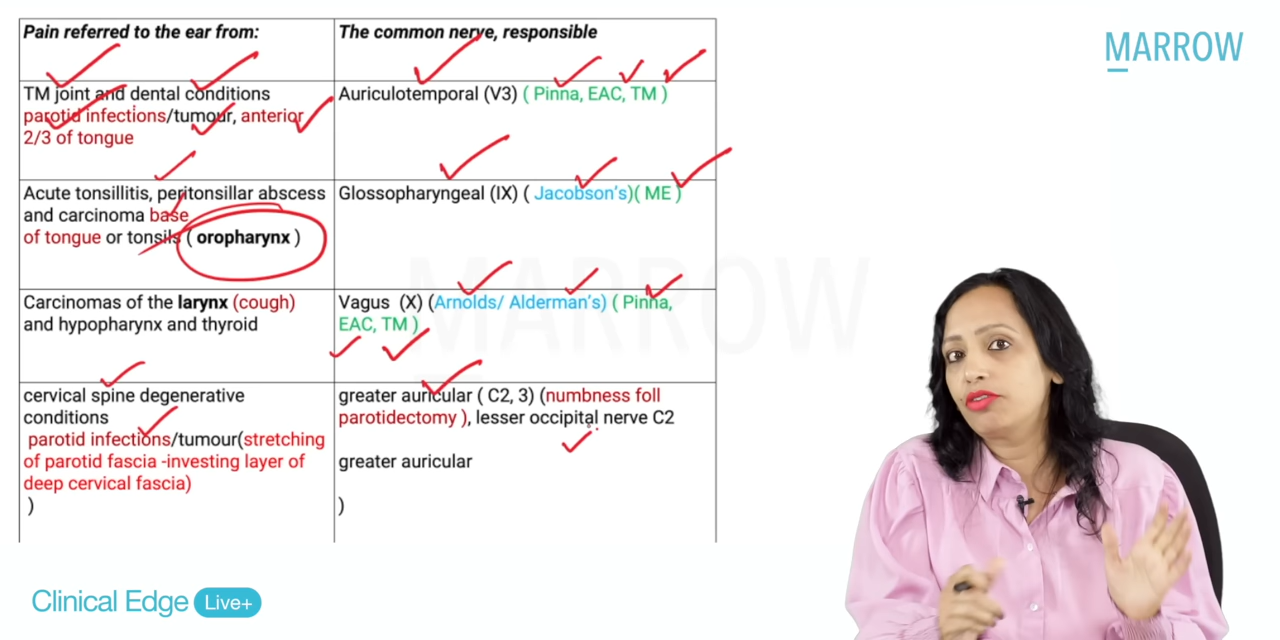 Pain referred to the ear from:
The common nerve, responsible
TM joint and dental conditions
parotid infections/tumour, anterior
2/3 of tongue
Auriculotemporal (V3) ( Pinna, EAC, TM )
Acute tonsillitis, peritonsillar abscess
and carcinoma base
of tongue or tonsils ( oropharynx )
Glossopharyngeal (IX) ( Jacobson's)( ME )
Carcinomas of the larynx (cough)
and hypopharynx and thyroid
Vagus (X) (Arnolds/ Alderman's) ( Pinna,
EAC, TM )
cervical spine degenerative
conditions
parotid infections/tumour(stretching
of parotid fascia -investing layer of
deep cervical fascia)
)
greater auricular ( C2, 3) (numbness foll
parotidectomy ), lesser occipital nerve C2
greater auricular
)
MARROW
MARROW
Clinical Edge Live+